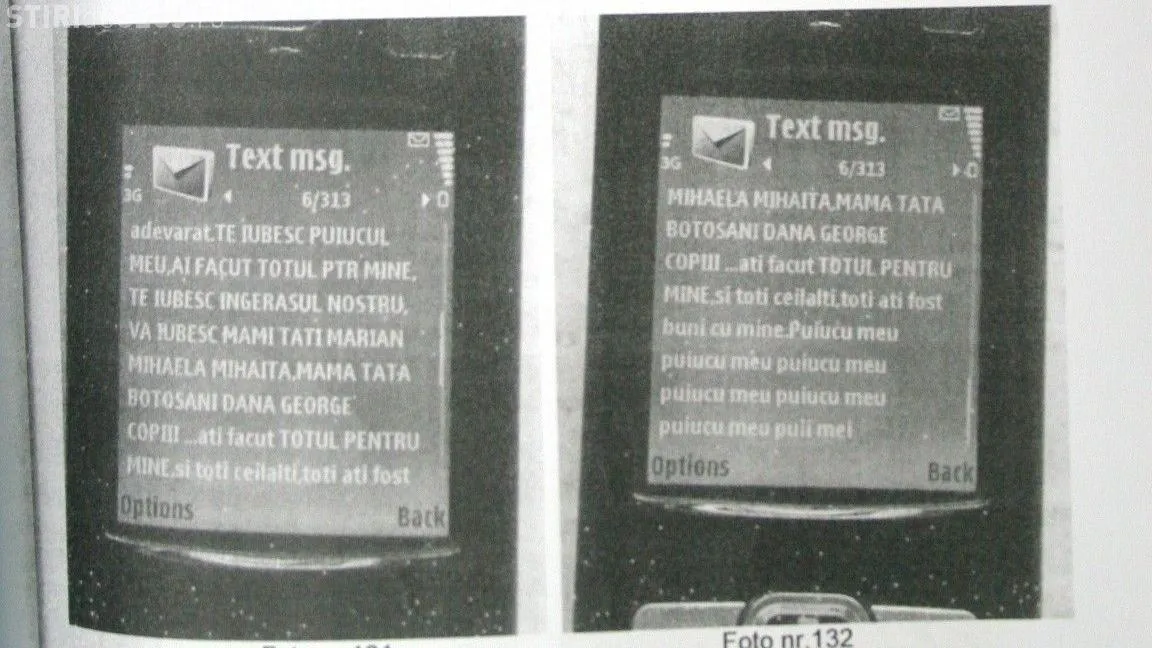 Text msg.
3G
6/313
adevarat.TE IUBESC PUIUCUL
MEU,AI FACUT TOTUL PTR MINE,
TE IUBESC INGERASUL NOSTRU,
VA IUBESC MAMI TATI MARIAN
MIHAELA MIHAITA,MAMA TATA
BOTOSANI DANA GEORGE
COPIII ...ati facut TOTUL PENTRU
MINE,si toti ceilalti,toti ati fost
Options Back
Text msg.
3G
6/313
MIHAELA MIHAITA,MAMA TATA
BOTOSANI DANA GEORGE
COPIII ...ati facut TOTUL PENTRU
MINE,si toti ceilalti,toti ati fost
buni cu mine.Puiucu meu
puiucu meu puiucu meu
puiucu meu puiucu meu
puiucu meu puii mei
Options Back
Foto nr.132